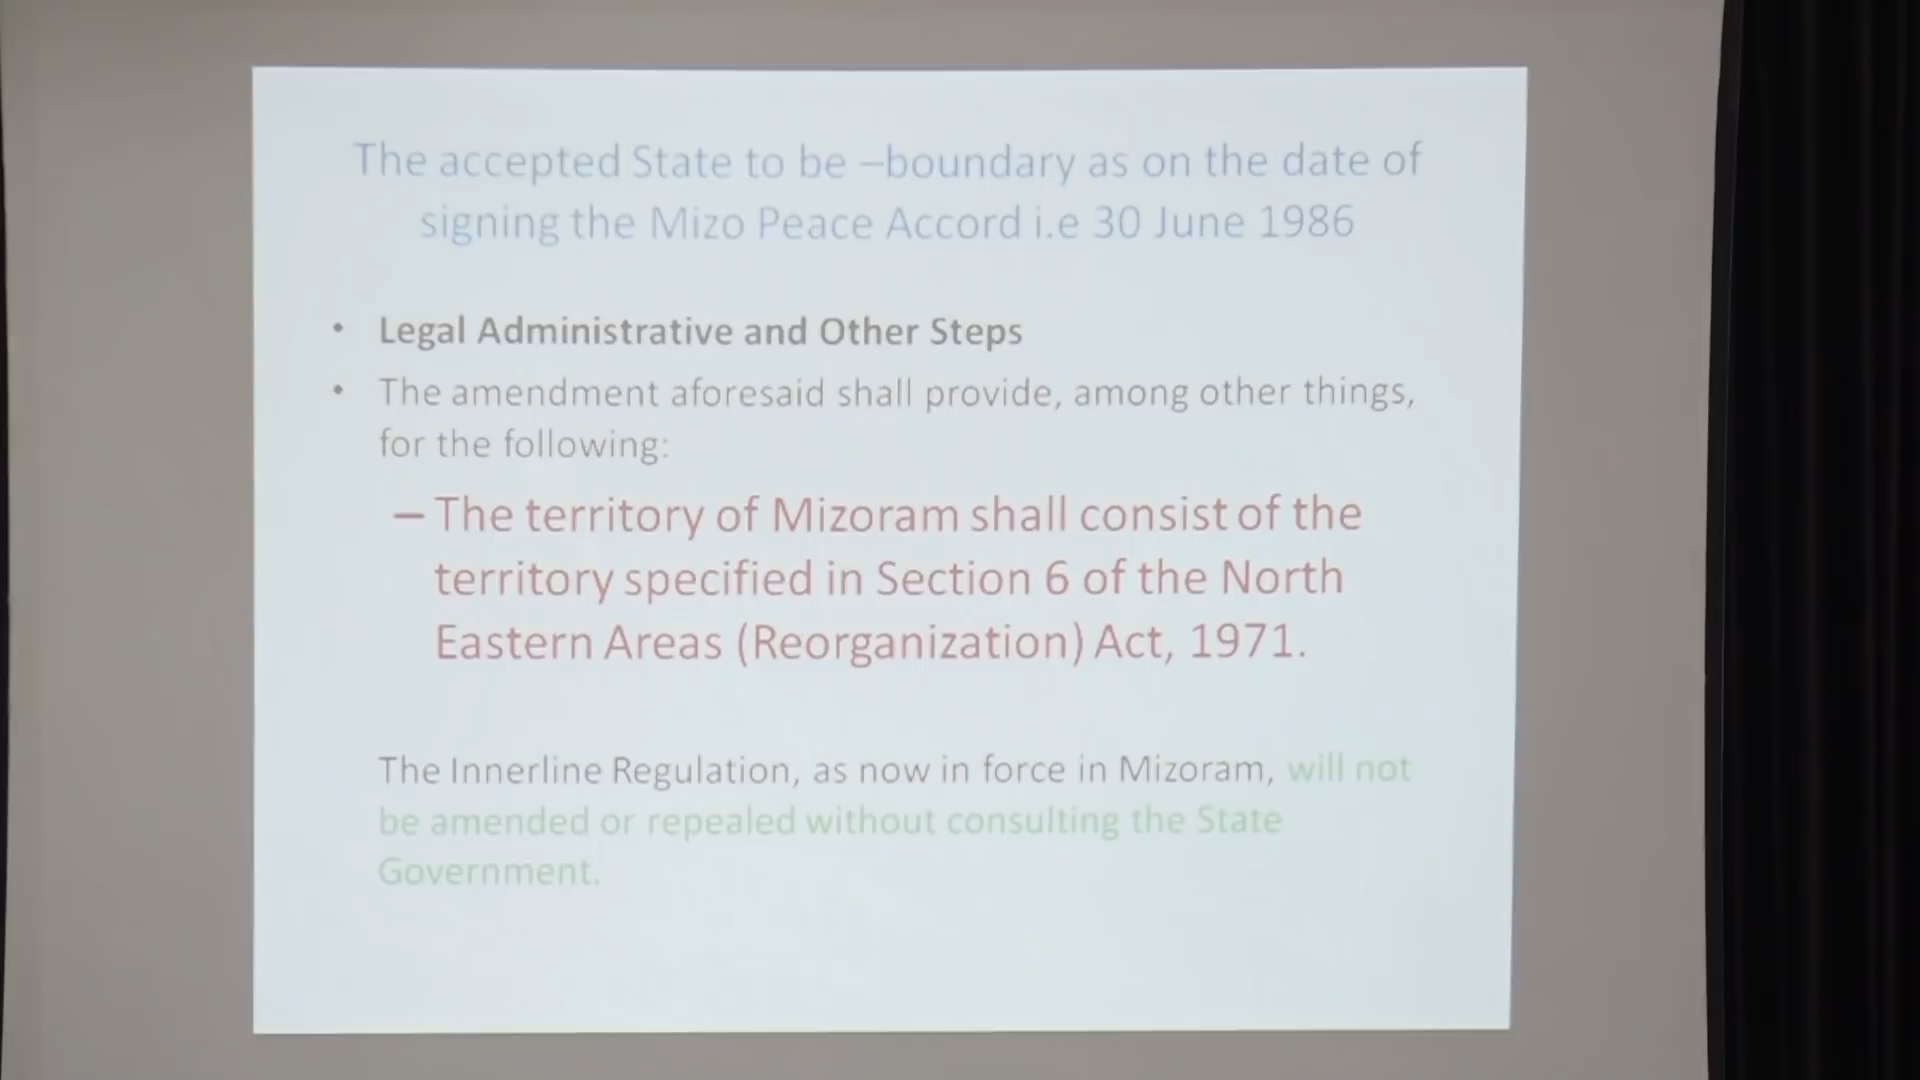 The accepted State to be –boundary as on the date of
signing the Mizo Peace Accord i.e 30 June 1986
• Legal Administrative and Other Steps
• The amendment aforesaid shall provide, among other things,
for the following:
– The territory of Mizoram shall consist of the
territory specified in Section 6 of the North
Eastern Areas (Reorganization) Act, 1971.
The Innerline Regulation, as now in force in Mizoram, will not
be amended or repealed without consulting the State
Government.